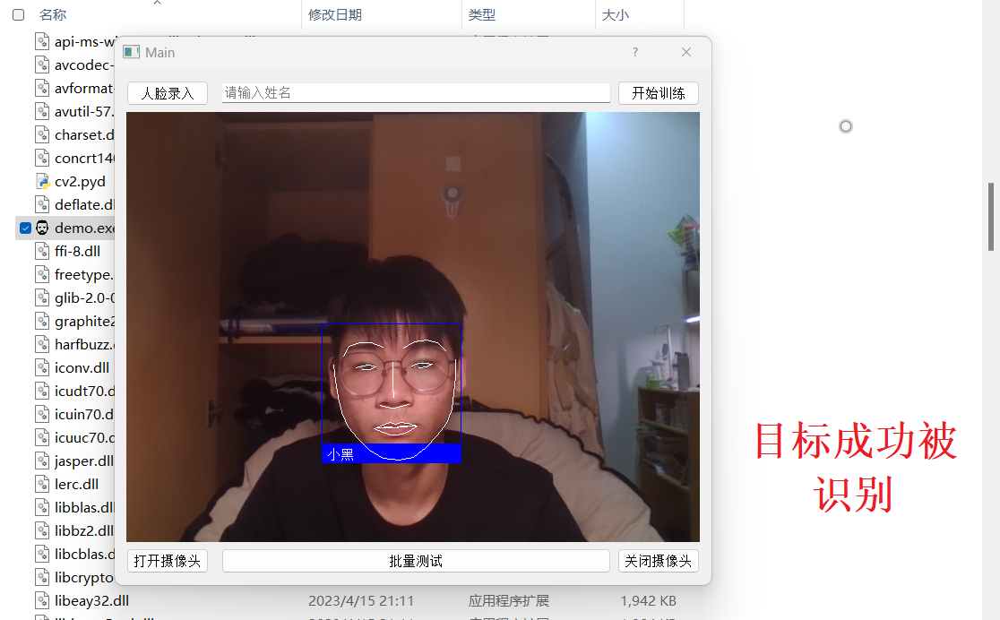 名称 修改日期 类型 大小
api-ms-wi
avcodec-
avformat-
avutil-57.
charset.d
concrt140
cv2.pyd
deflate.dl
demo.exe
ffi-8.dll
freetype.
glib-2.0-0
graphite2
harfbuzz.
iconv.dll
icudt70.d
icuin70.d
icuuc70.d
jasper.dll
lerc.dll
libblas.dll
libbz2.dll
libcblas.d
libcrypto
libeay32.dll 2023/4/15 21:11 应用程序扩展 1,942 KB
Main ?
人脸录入 请输入姓名 开始训练
小黑
打开摄像头 批量测试 关闭摄像头
目标成功被
识别